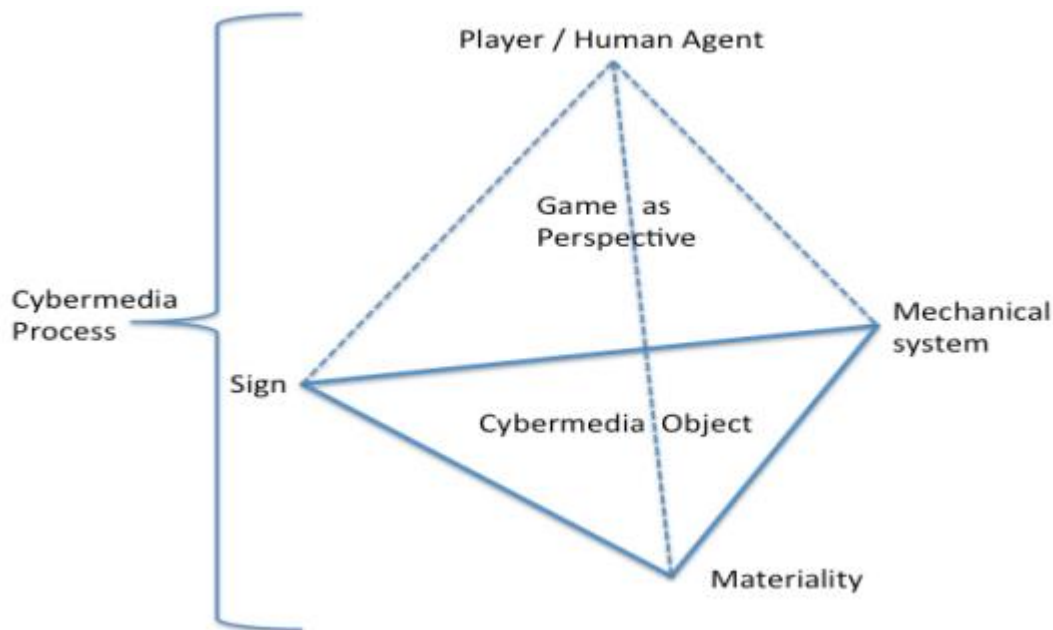 Player / Human Agent
Game as
Perspective
Cybermedia
Process
Mechanical
system
Sign
Cybermedia Object
Materiality